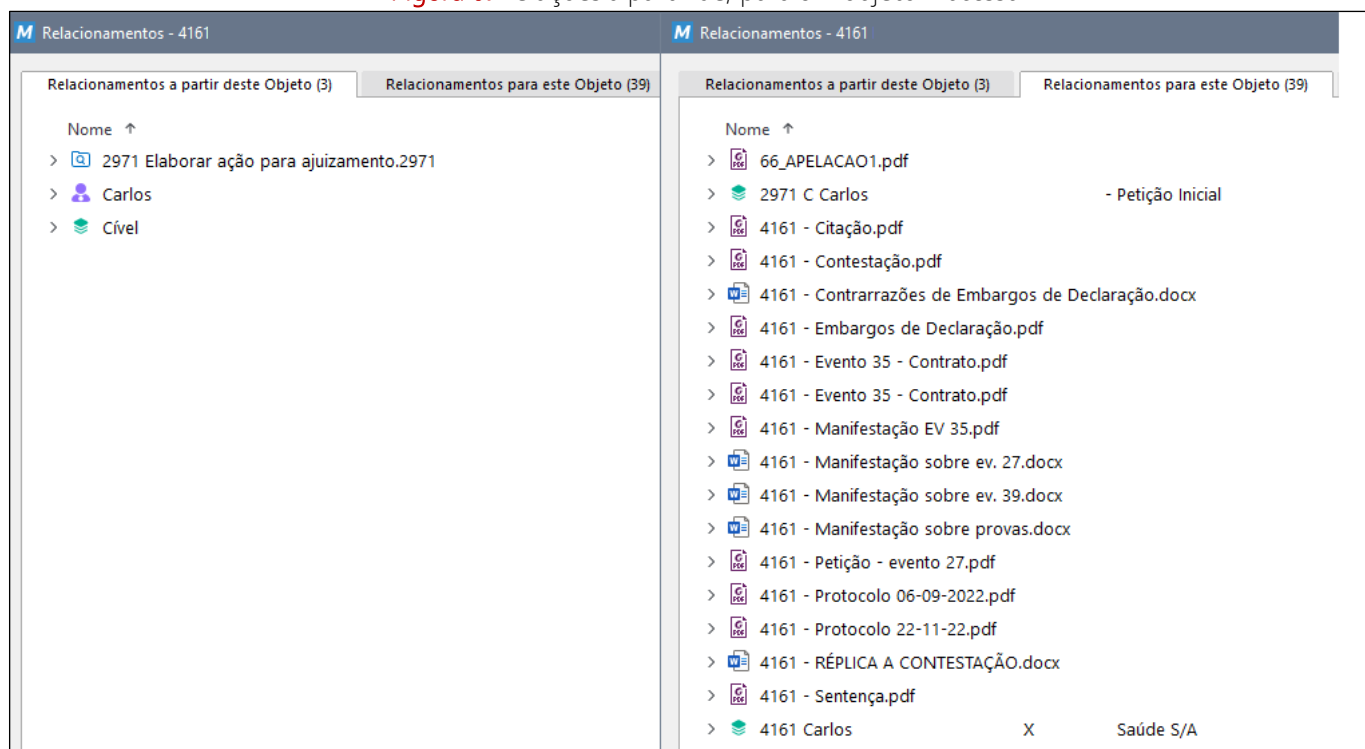 M Relacionamentos - 4161
Relacionamentos a partir deste Objeto (3) Relacionamentos para este Objeto (39)
Nome ↑
2971 Elaborar ação para ajuizamento.2971
Carlos
Cível
M Relacionamentos - 4161
Relacionamentos a partir deste Objeto (3) Relacionamentos para este Objeto (39)
Nome ↑
66_APELACAO1.pdf
2971 C Carlos - Petição Inicial
4161 - Citação.pdf
4161 - Contestação.pdf
4161 - Contrarrazões de Embargos de Declaração.docx
4161 - Embargos de Declaração.pdf
4161 - Evento 35 - Contrato.pdf
4161 - Evento 35 - Contrato.pdf
4161 - Manifestação EV 35.pdf
4161 - Manifestação sobre ev. 27.docx
4161 - Manifestação sobre ev. 39.docx
4161 - Manifestação sobre provas.docx
4161 - Petição - evento 27.pdf
4161 - Protocolo 06-09-2022.pdf
4161 - Protocolo 22-11-22.pdf
4161 - RÉPLICA A CONTESTAÇÃO.docx
4161 - Sentença.pdf
4161 Carlos X Saúde S/A